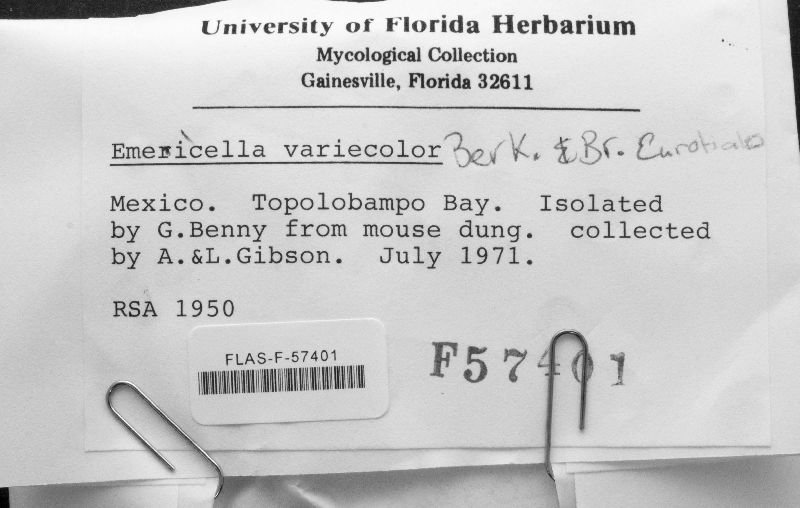 University of Florida Herbarium
Mycological Collection
Gainesville, Florida 32611
Emericella variecolor Berk. & Br. Eurotiales
Mexico. Topolobampo Bay. Isolated
by G.Benny from mouse dung. collected
by A.&L.Gibson. July 1971.
RSA 1950
FLAS-F-57401
F57401